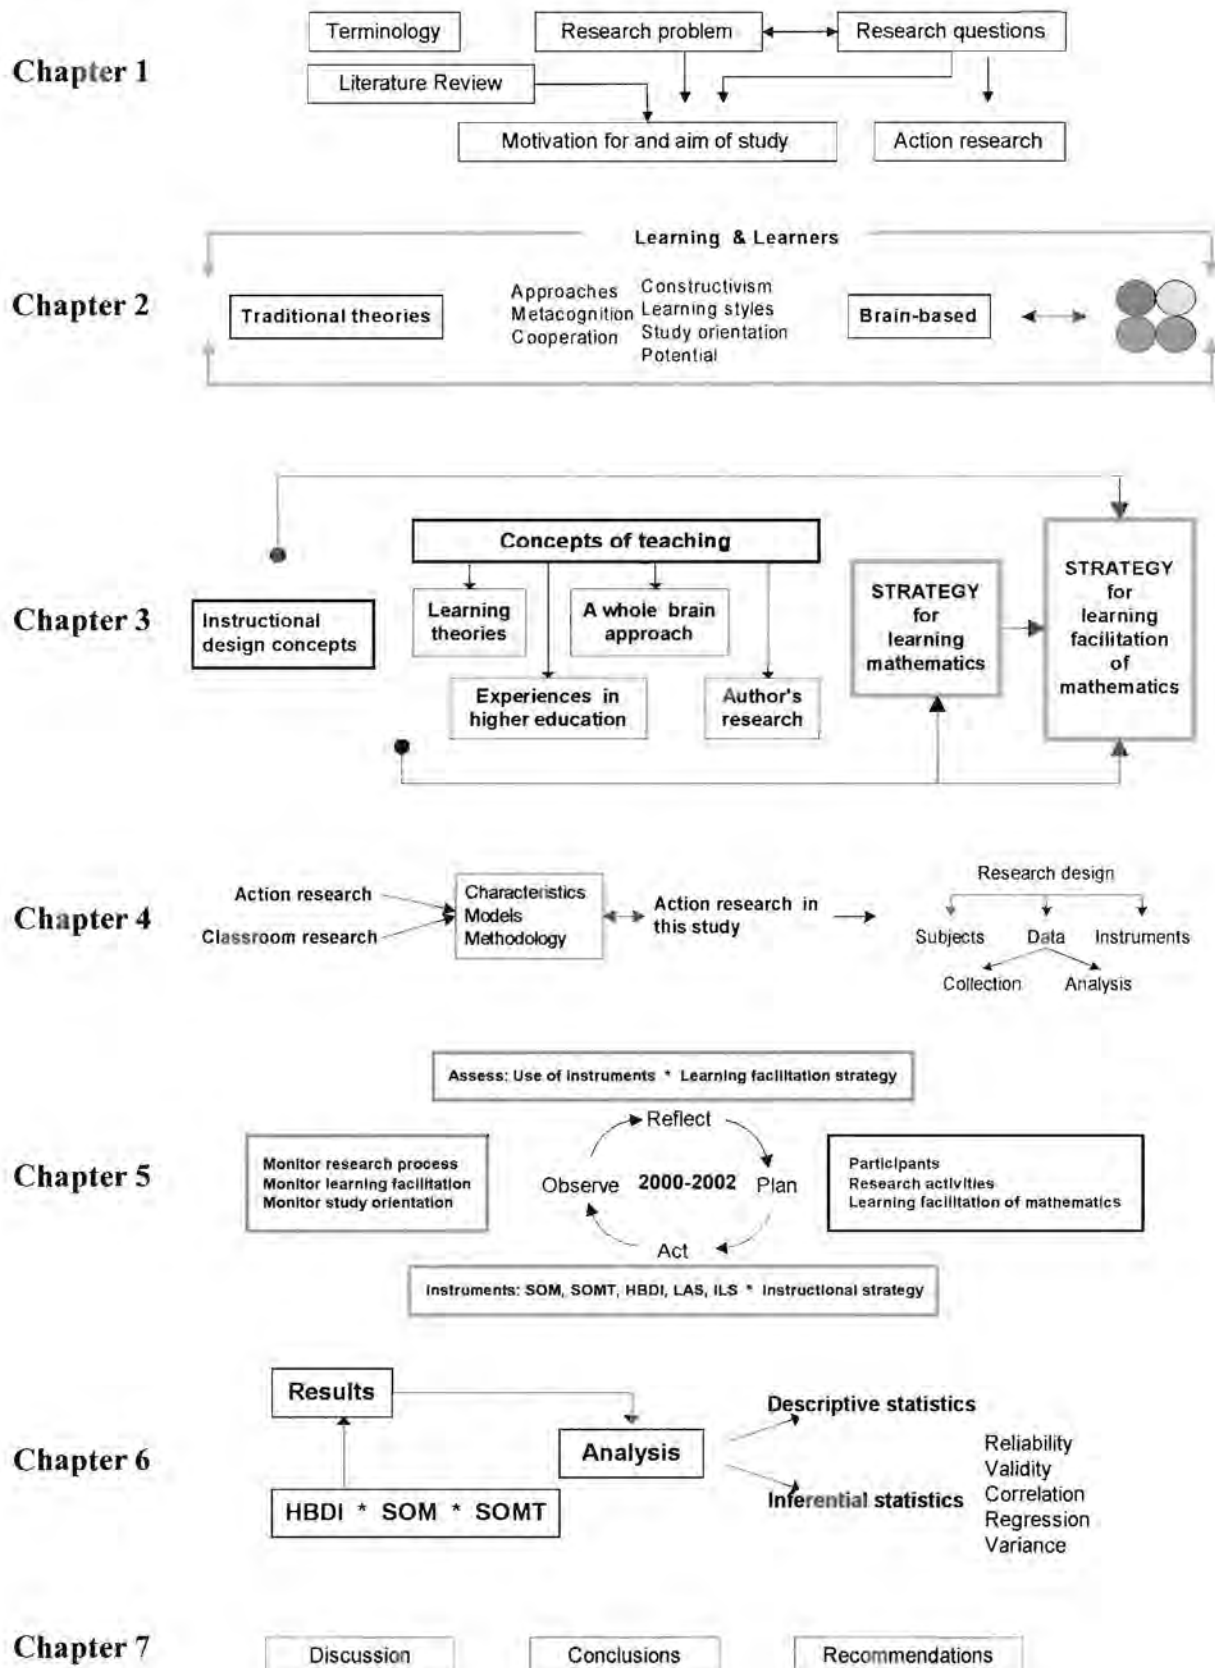 Chapter 1
Terminology
Research problem
Research questions
Literature Review
Motivation for and aim of study
Action research
Chapter 2
Learning & Learners
Traditional theories
Approaches
Metacognition
Cooperation
Constructivism
Learning styles
Study orientation
Potential
Brain-based
Chapter 3
Instructional
design concepts
Concepts of teaching
Learning
theories
A whole brain
approach
Experiences in
higher education
Author's
research
STRATEGY
for
learning
mathematics
STRATEGY
for
learning
facilitation
of
mathematics
Chapter 4
Action research
Classroom research
Characteristics
Models
Methodology
Action research in
this study
Research design
Subjects
Data
Instruments
Collection
Analysis
Chapter 5
Assess: Use of instruments * Learning facilitation strategy
Monitor research process
Monitor learning facilitation
Monitor study orientation
Reflect
Observe
2000-2002
Plan
Act
Participants
Research activities
Learning facilitation of mathematics
Instruments: SOM, SOMT, HBDI, LAS, ILS * Instructional strategy
Chapter 6
Results
HBDI * SOM * SOMT
Analysis
Descriptive statistics
Inferential statistics
Reliability
Validity
Correlation
Regression
Variance
Chapter 7
Discussion
Conclusions
Recommendations